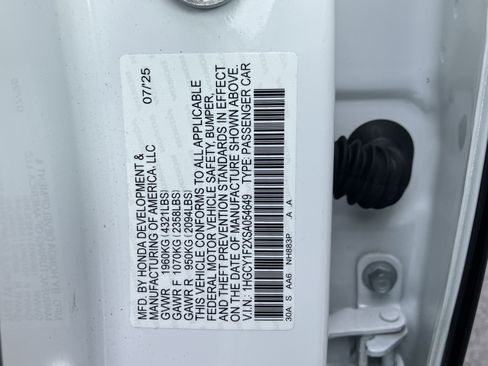 MFD. BY HONDA DEVELOPMENT & 07/'25
MANUFACTURING OF AMERICA, LLC
GVWR 1960KG(4321LBS)
GAWR F 1070KG(2358LBS)
GAWR R 950KG(2094LBS)
THIS VEHICLE CONFORMS TO ALL APPLICABLE
FEDERAL MOTOR VEHICLE SAFETY, BUMPER,
AND THEFT PREVENTION STANDARDS IN EFFECT
ON THE DATE OF MANUFACTURE SHOWN ABOVE.
V.I.N.: 1HGCY1F2XSA054649 TYPE: PASSENGER CAR
30A S AA6 NH883P A A